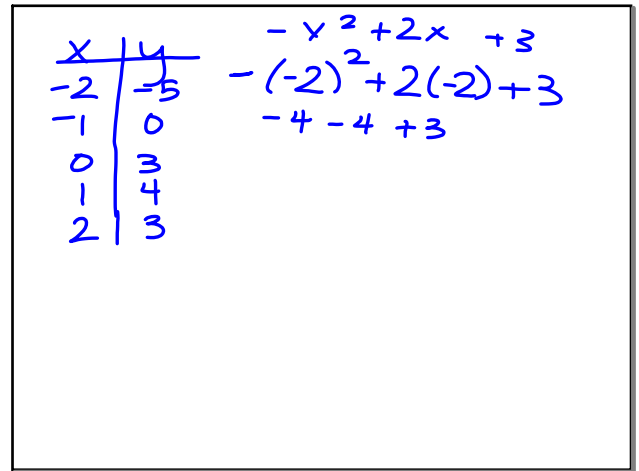 x | y
-2 | -5
-1 | 0
0 | 3
1 | 4
2 | 3
- x² + 2x + 3
- (-2)² + 2(-2) + 3
- 4 - 4 + 3